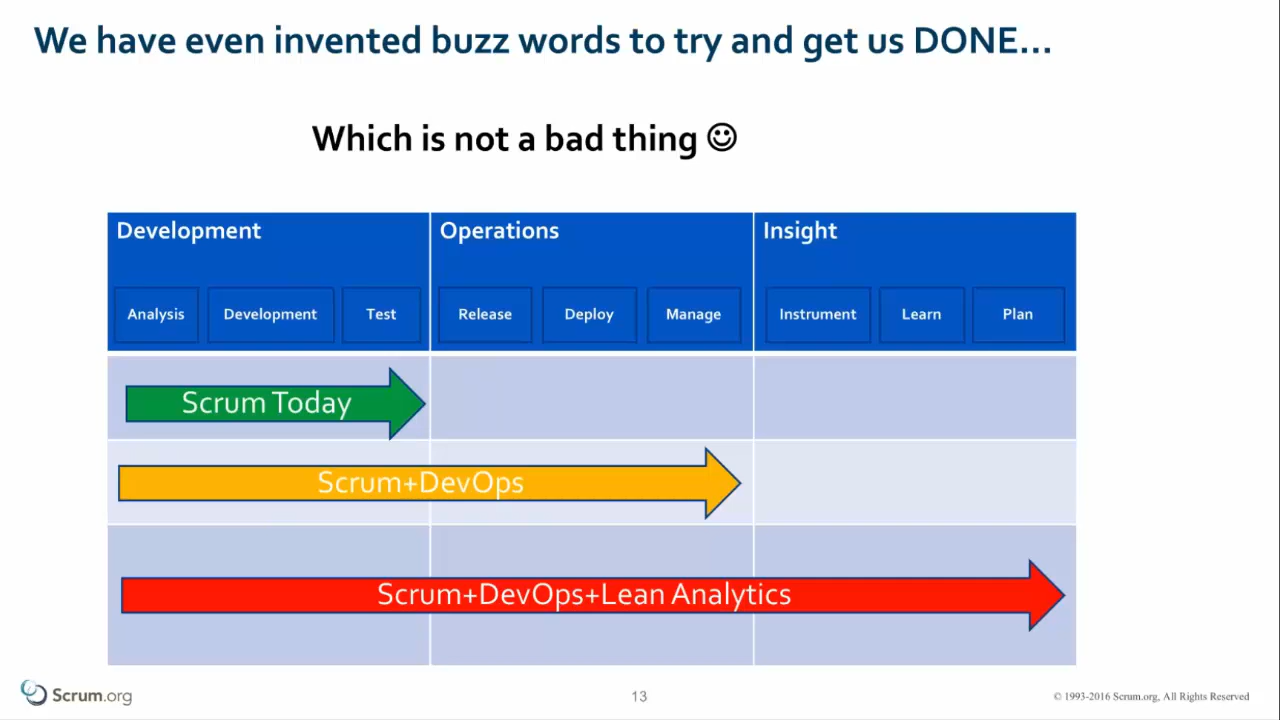 We have even invented buzz words to try and get us DONE...
Which is not a bad thing ☺
Development
Operations
Insight
Analysis
Development
Test
Release
Deploy
Manage
Instrument
Learn
Plan
Scrum Today
Scrum+DevOps
Scrum+DevOps+Lean Analytics
Scrum.org
13
© 1993-2016 Scrum.org, All Rights Reserved